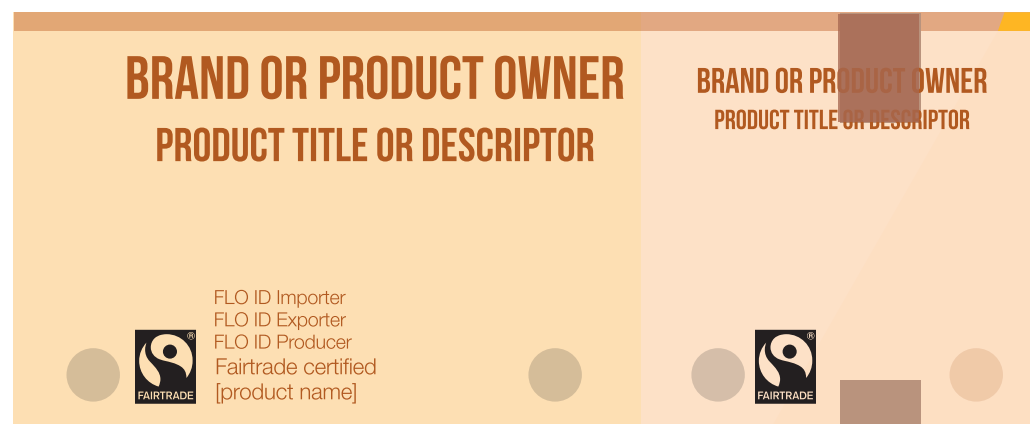 BRAND OR PRODUCT OWNER
PRODUCT TITLE OR DESCRIPTOR
FLO ID Importer
FLO ID Exporter
FLO ID Producer
Fairtrade certified
[product name]
®
FAIRTRADE
BRAND OR PRODUCT OWNER
PRODUCT TITLE OR DESCRIPTOR
FAIRTRADE